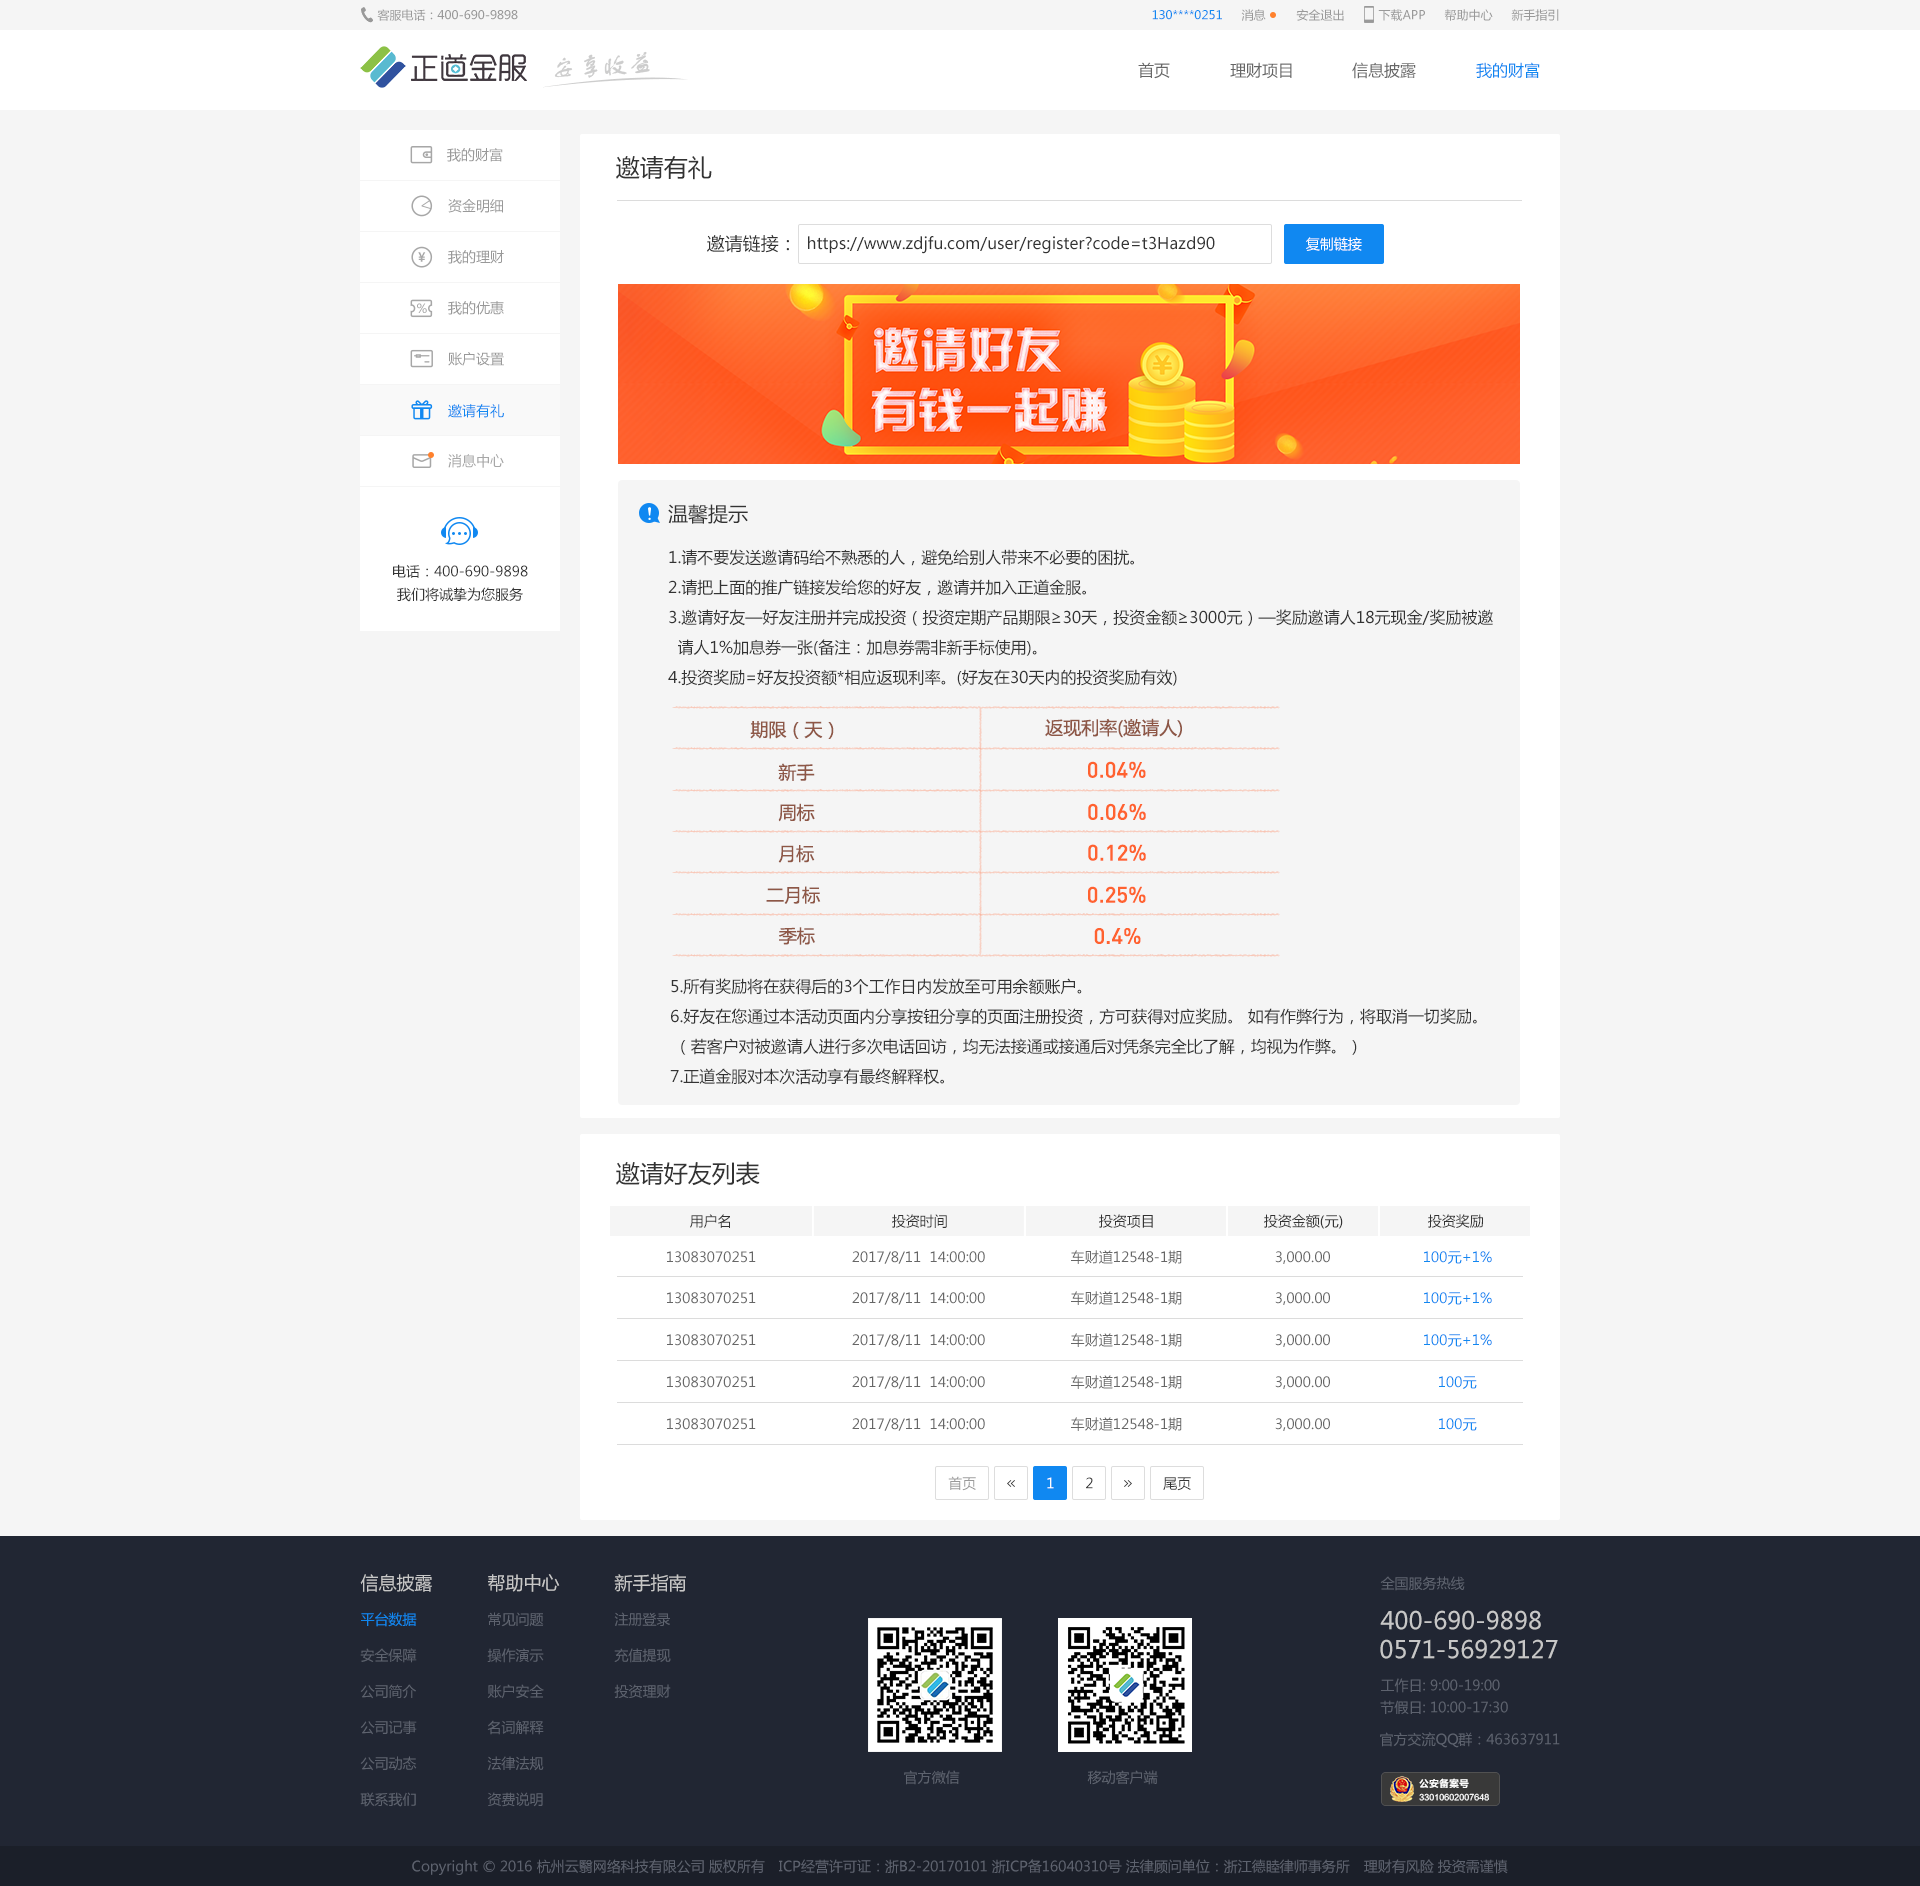 客服电话：400-690-9898
130****0251 消息 安全退出 下载APP 帮助中心 新手指引
正道金服 安享收益
首页 理财项目 信息披露 我的财富
我的财富
资金明细
我的理财
我的优惠
账户设置
邀请有礼
消息中心
电话：400-690-9898
我们将诚挚为您服务
邀请有礼
邀请链接： https://www.zdjfu.com/user/register?code=t3Hazd90 复制链接
邀请好友
有钱一起赚
温馨提示
1.请不要发送邀请码给不熟悉的人，避免给别人带来不必要的困扰。
2.请把上面的推广链接发给您的好友，邀请并加入正道金服。
3.邀请好友—好友注册并完成投资（投资定期产品期限≥30天，投资金额≥3000元）—奖励邀请人18元现金/奖励被邀
请人1%加息券一张(备注：加息券需非新手标使用)。
4.投资奖励=好友投资额*相应返现利率。(好友在30天内的投资奖励有效)
期限（天） 返现利率(邀请人)
新手 0.04%
周标 0.06%
月标 0.12%
二月标 0.25%
季标 0.4%
5.所有奖励将在获得后的3个工作日内发放至可用余额账户。
6.好友在您通过本活动页面内分享按钮分享的页面注册投资，方可获得对应奖励。 如有作弊行为，将取消一切奖励。
（若客户对被邀请人进行多次电话回访，均无法接通或接通后对凭条完全比了解，均视为作弊。）
7.正道金服对本次活动享有最终解释权。
邀请好友列表
用户名 投资时间 投资项目 投资金额(元) 投资奖励
13083070251 2017/8/11 14:00:00 车财道12548-1期 3,000.00 100元+1%
13083070251 2017/8/11 14:00:00 车财道12548-1期 3,000.00 100元+1%
13083070251 2017/8/11 14:00:00 车财道12548-1期 3,000.00 100元+1%
13083070251 2017/8/11 14:00:00 车财道12548-1期 3,000.00 100元
13083070251 2017/8/11 14:00:00 车财道12548-1期 3,000.00 100元
首页 « 1 2 » 尾页
信息披露 帮助中心 新手指南 全国服务热线
平台数据 常见问题 注册登录 400-690-9898
安全保障 操作演示 充值提现 0571-56929127
公司简介 账户安全 投资理财 工作日: 9:00-19:00
节假日: 10:00-17:30
公司记事 名词解释 官方交流QQ群：463637911
公司动态 法律法规 官方微信 移动客户端
联系我们 资费说明 公安备案号
33010602007648
Copyright © 2016 杭州云翳网络科技有限公司 版权所有 ICP经营许可证：浙B2-20170101 浙ICP备16040310号 法律顾问单位：浙江德睦律师事务所 理财有风险 投资需谨慎